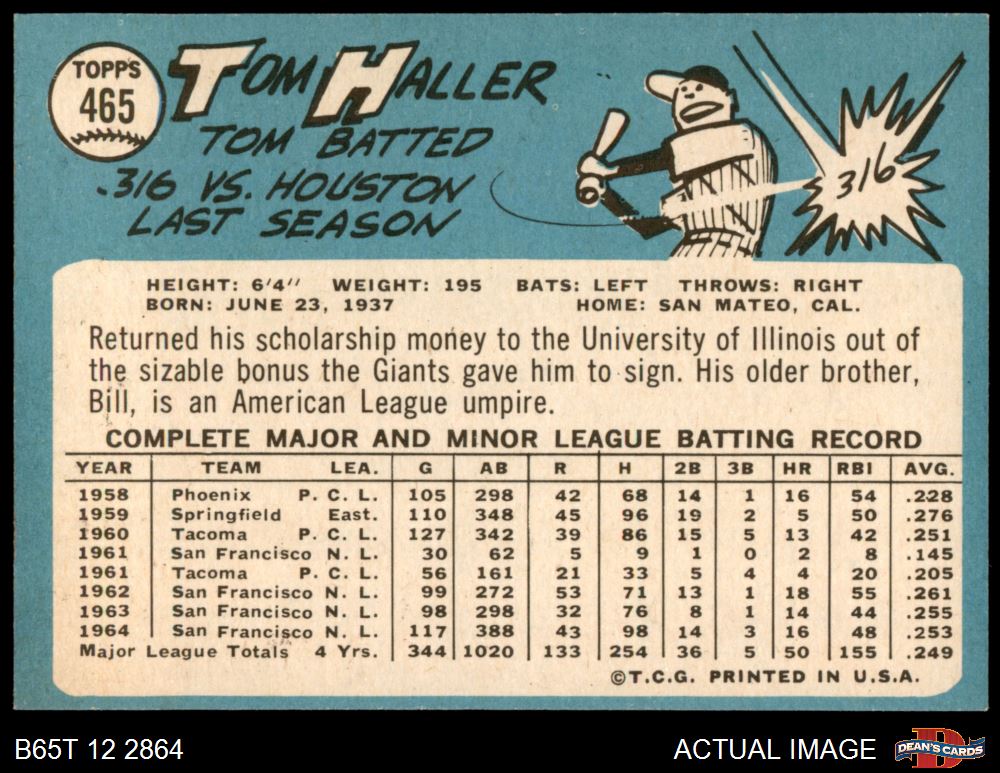 TOPPS
465
TOM HALLER
TOM BATTED
.316 VS. HOUSTON
LAST SEASON
316
HEIGHT: 6'4" WEIGHT: 195 BATS: LEFT THROWS: RIGHT
BORN: JUNE 23, 1937 HOME: SAN MATEO, CAL.
Returned his scholarship money to the University of Illinois out of
the sizable bonus the Giants gave him to sign. His older brother,
Bill, is an American League umpire.
COMPLETE MAJOR AND MINOR LEAGUE BATTING RECORD
YEAR TEAM LEA. G AB R H 2B 3B HR RBI AVG.
1958 Phoenix P. C. L. 105 298 42 68 14 1 16 54 .228
1959 Springfield East. 110 348 45 96 19 2 5 50 .276
1960 Tacoma P. C. L. 127 342 39 86 15 5 13 42 .251
1961 San Francisco N. L. 30 62 5 9 1 0 2 8 .145
1961 Tacoma P. C. L. 56 161 21 33 5 4 4 20 .205
1962 San Francisco N. L. 99 272 53 71 13 1 18 55 .261
1963 San Francisco N. L. 98 298 32 76 8 1 14 44 .255
1964 San Francisco N. L. 117 388 43 98 14 3 16 48 .253
Major League Totals 4 Yrs. 344 1020 133 254 36 5 50 155 .249
©T.C.G. PRINTED IN U.S.A.
B65T 12 2864 ACTUAL IMAGE D DEAN'S CARDS